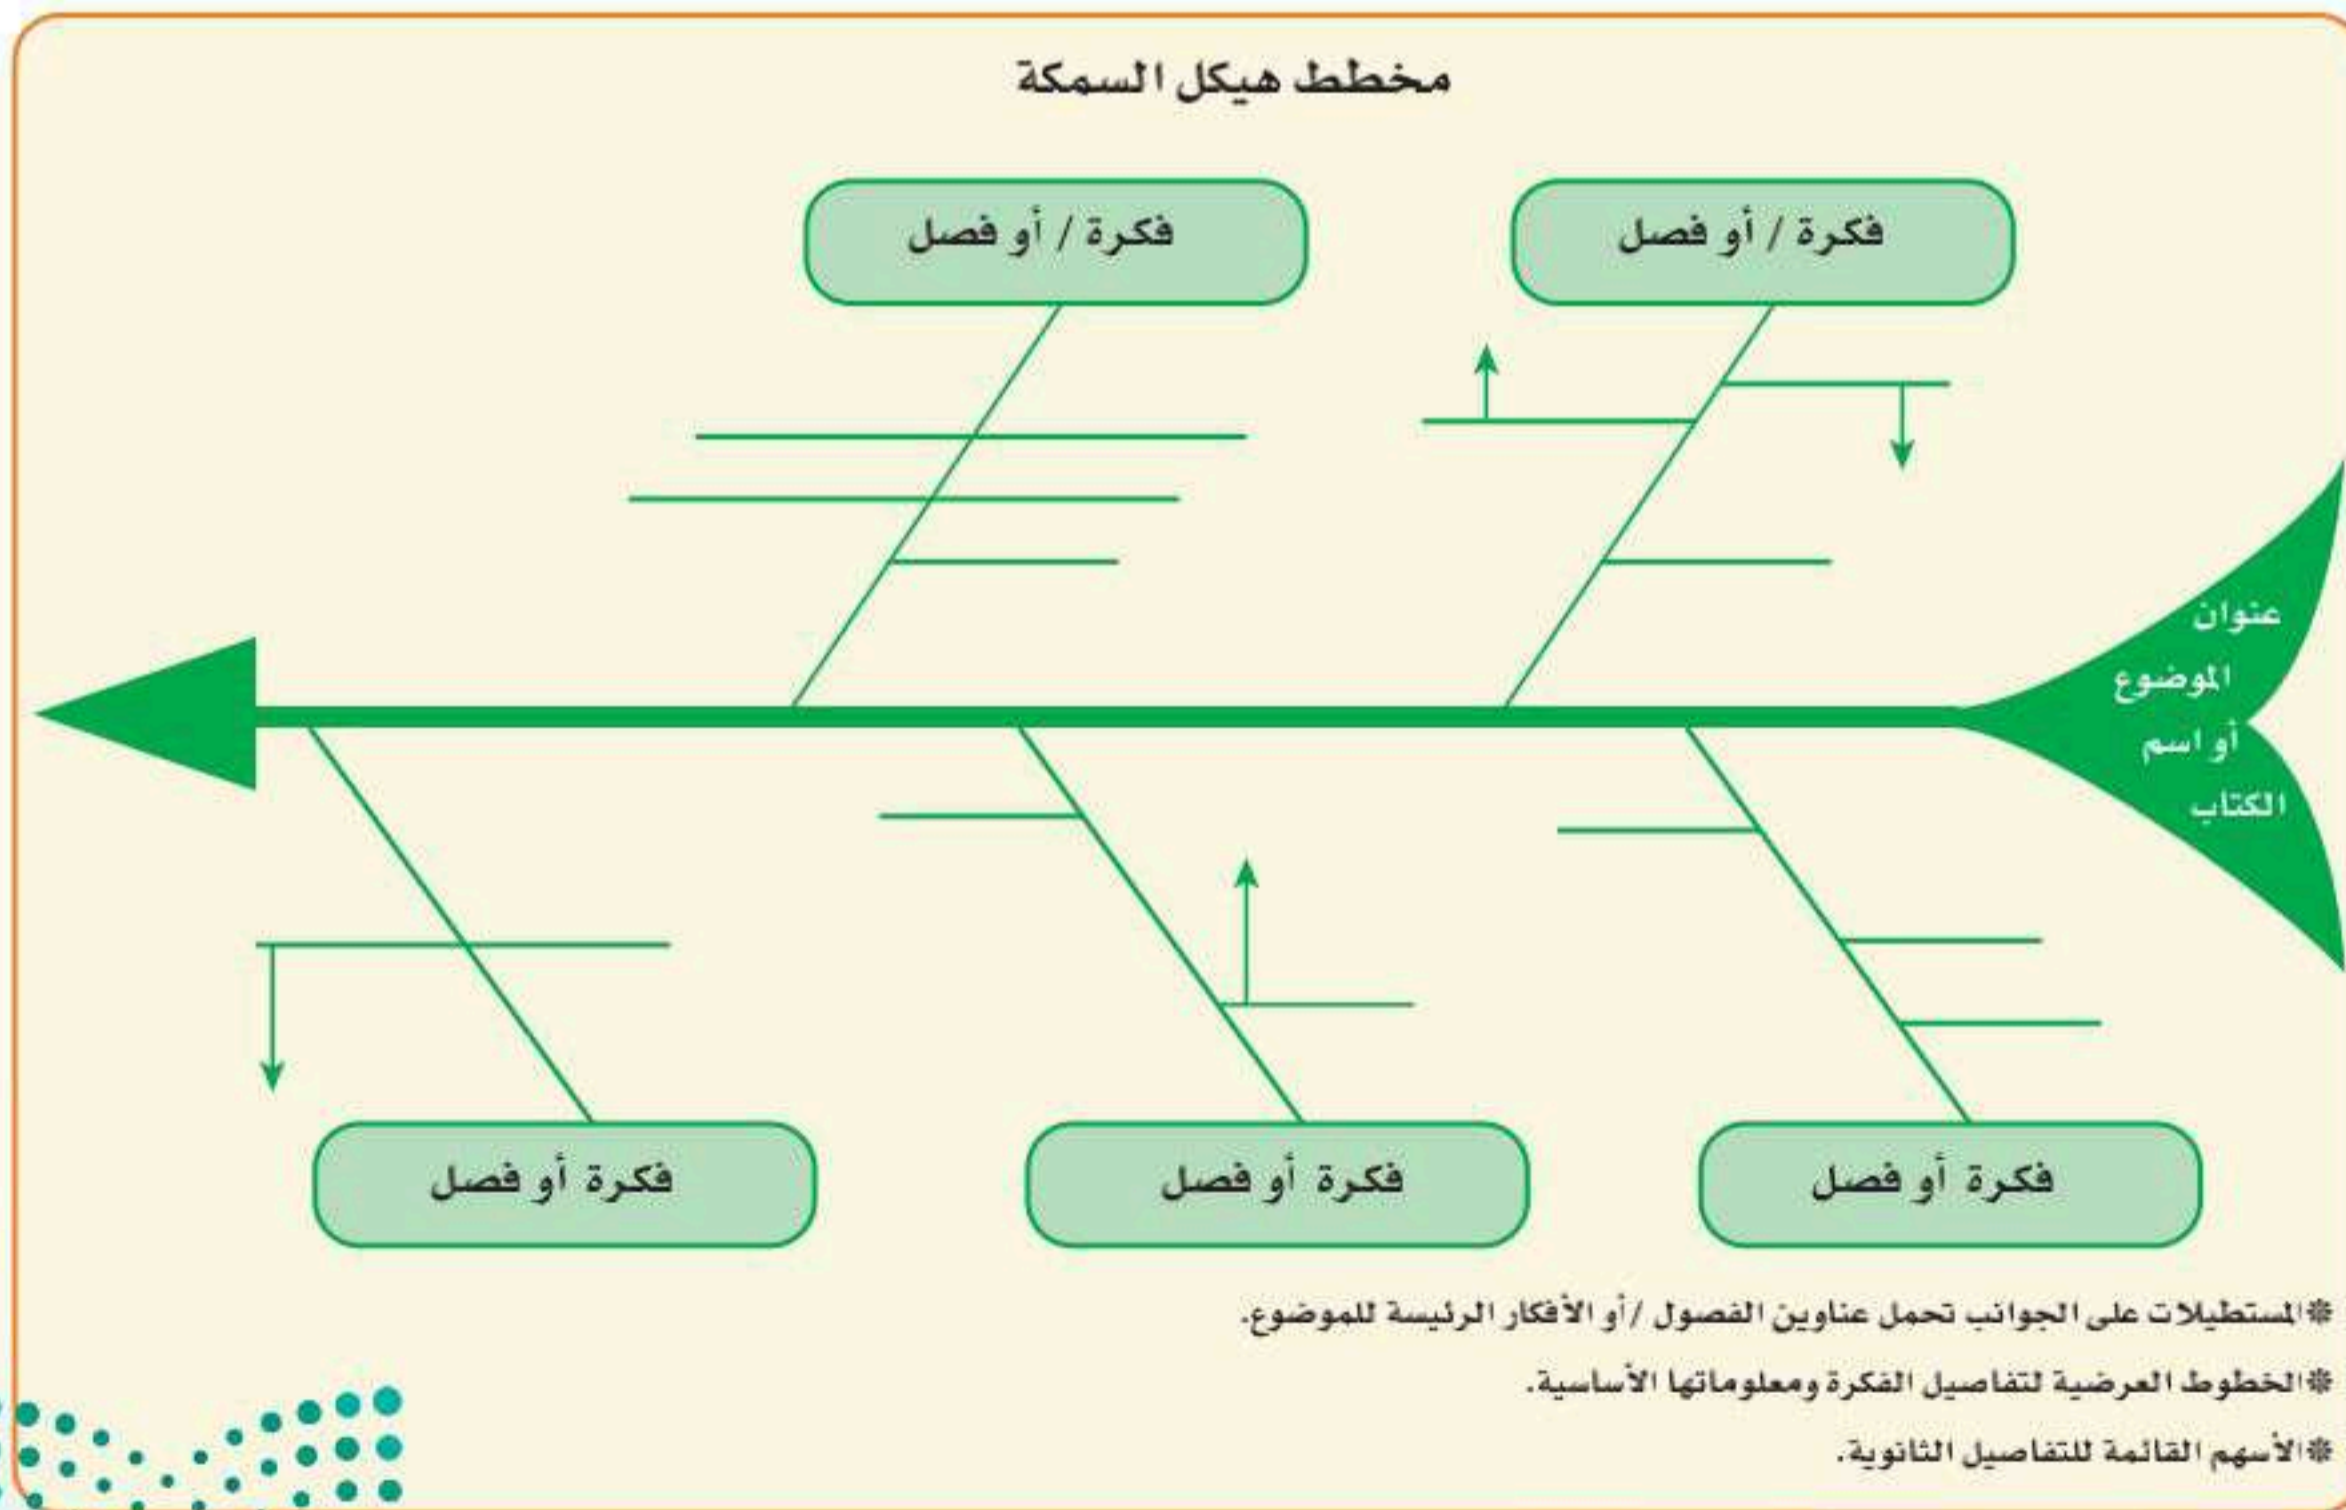 مخطط هيكل السمكة
فكرة / أو فصل
فكرة / أو فصل
عنوان
الموضوع
أو اسم
الكتاب
فكرة أو فصل
فكرة أو فصل
فكرة أو فصل
❊المستطيلات على الجوانب تحمل عناوين الفصول /أو الأفكار الرئيسة للموضوع.
❊الخطوط العرضية لتفاصيل الفكرة ومعلوماتها الأساسية.
❊الأسهم القائمة للتفاصيل الثانوية.